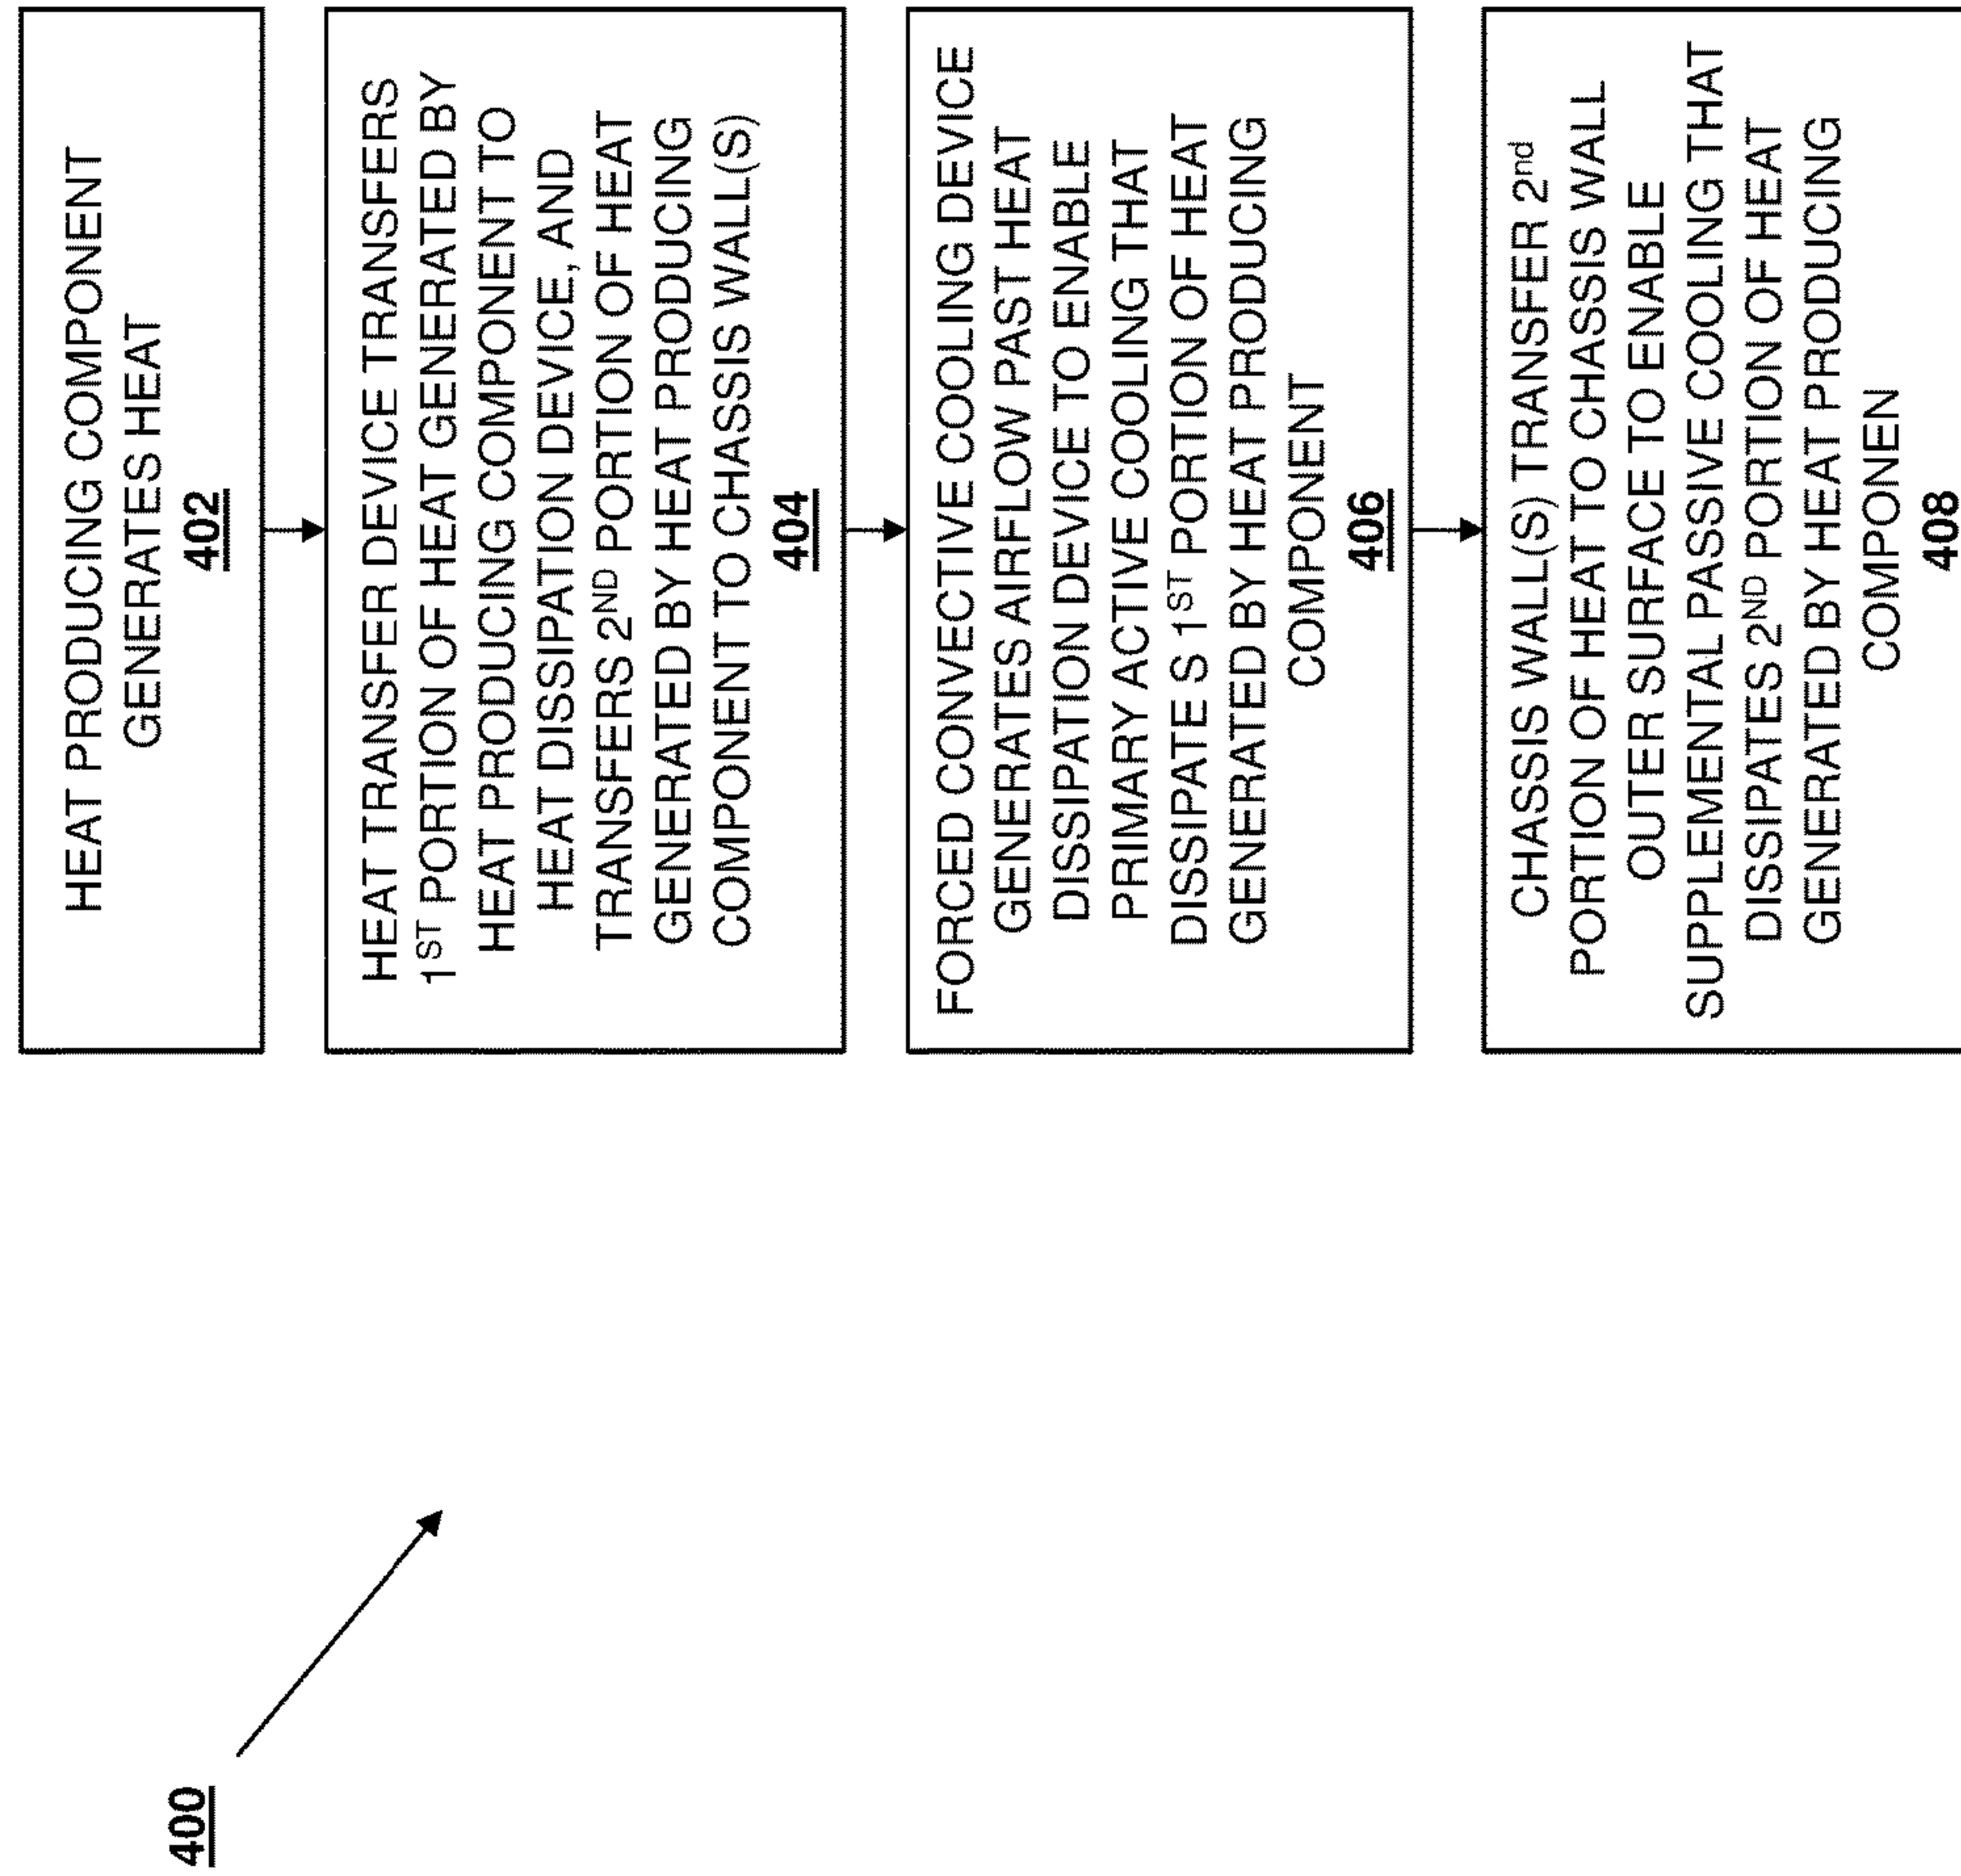 400
HEAT PRODUCING COMPONENT
GENERATES HEAT
402
HEAT TRANSFER DEVICE TRANSFERS
1ST PORTION OF HEAT GENERATED BY
HEAT PRODUCING COMPONENT TO
HEAT DISSIPATION DEVICE, AND
TRANSFERS 2ND PORTION OF HEAT
GENERATED BY HEAT PRODUCING
COMPONENT TO CHASSIS WALL(S)
404
FORCED CONVECTIVE COOLING DEVICE
GENERATES AIRFLOW PAST HEAT
DISSIPATION DEVICE TO ENABLE
PRIMARY ACTIVE COOLING THAT
DISSIPATE S 1ST PORTION OF HEAT
GENERATED BY HEAT PRODUCING
COMPONENT
406
CHASSIS WALL(S) TRANSFER 2nd
PORTION OF HEAT TO CHASSIS WALL
OUTER SURFACE TO ENABLE
SUPPLEMENTAL PASSIVE COOLING THAT
DISSIPATES 2ND PORTION OF HEAT
GENERATED BY HEAT PRODUCING
COMPONEN
408